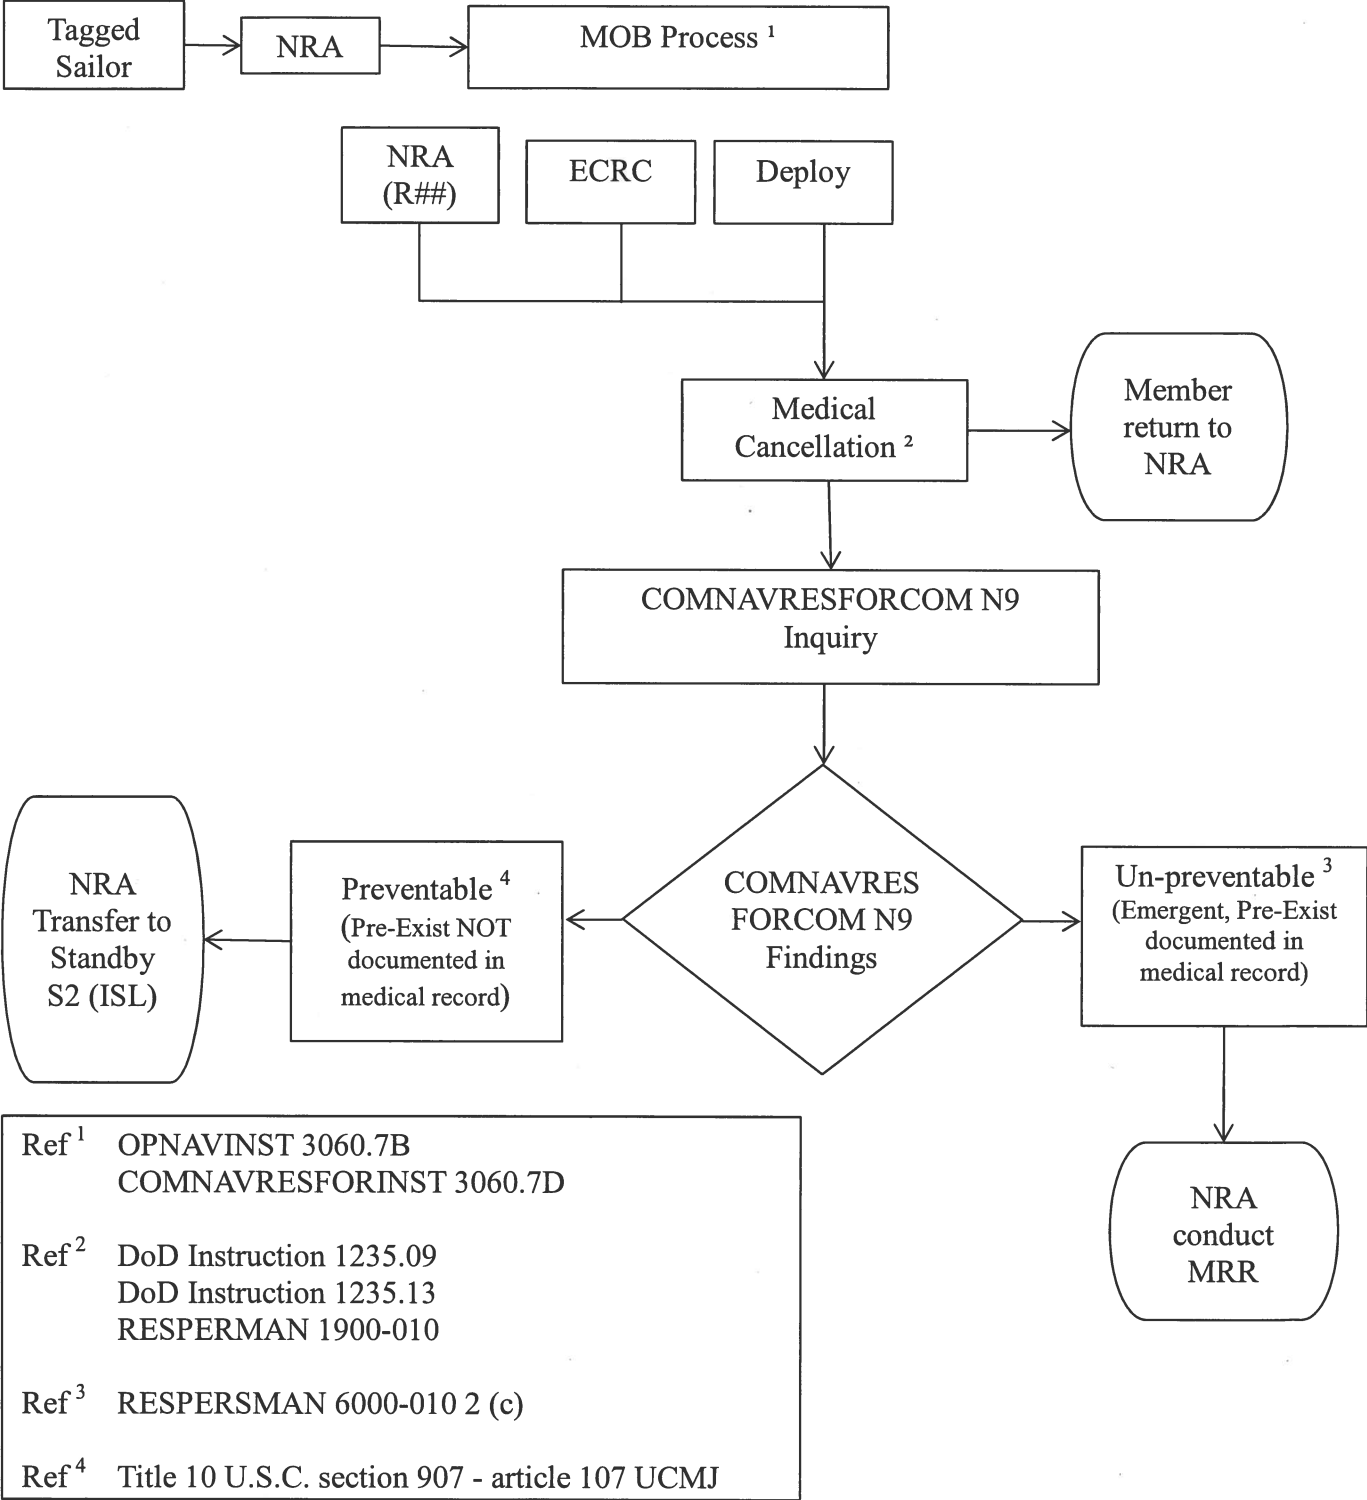 Tagged
Sailor
NRA
MOB Process ¹
NRA
(R##)
ECRC
Deploy
Medical
Cancellation ²
Member
return to
NRA
COMNAVRESFORCOM N9
Inquiry
COMNAVRES
FORCOM N9
Findings
Preventable ⁴
(Pre-Exist NOT
documented in
medical record)
NRA
Transfer to
Standby
S2 (ISL)
Un-preventable ³
(Emergent, Pre-Exist
documented in
medical record)
NRA
conduct
MRR
Ref ¹ OPNAVINST 3060.7B
COMNAVRESFORINST 3060.7D
Ref ² DoD Instruction 1235.09
DoD Instruction 1235.13
RESPERMAN 1900-010
Ref ³ RESPERSMAN 6000-010 2 (c)
Ref ⁴ Title 10 U.S.C. section 907 - article 107 UCMJ